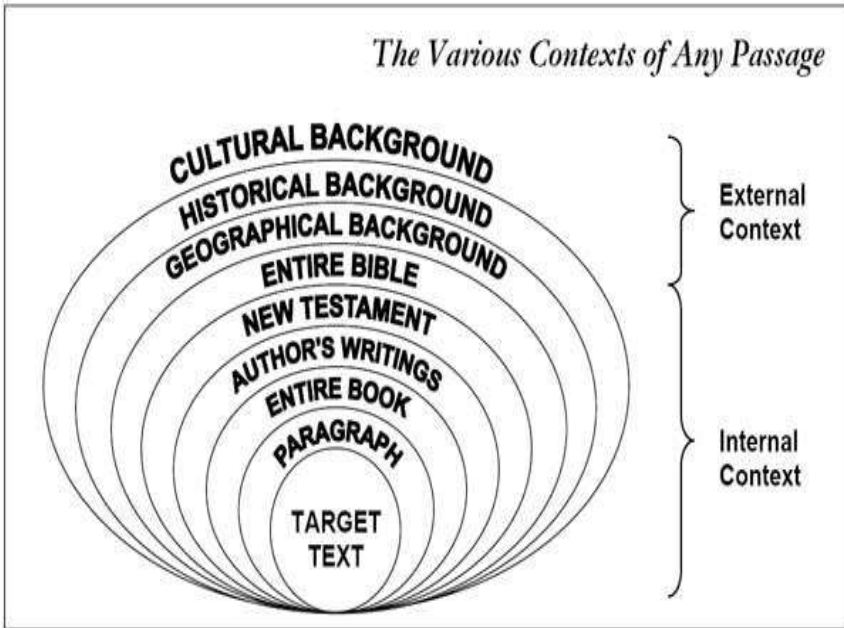 The Various Contexts of Any Passage
CULTURAL BACKGROUND
HISTORICAL BACKGROUND
GEOGRAPHICAL BACKGROUND
ENTIRE BIBLE
NEW TESTAMENT
AUTHOR'S WRITINGS
ENTIRE BOOK
PARAGRAPH
TARGET
TEXT
External
Context
Internal
Context